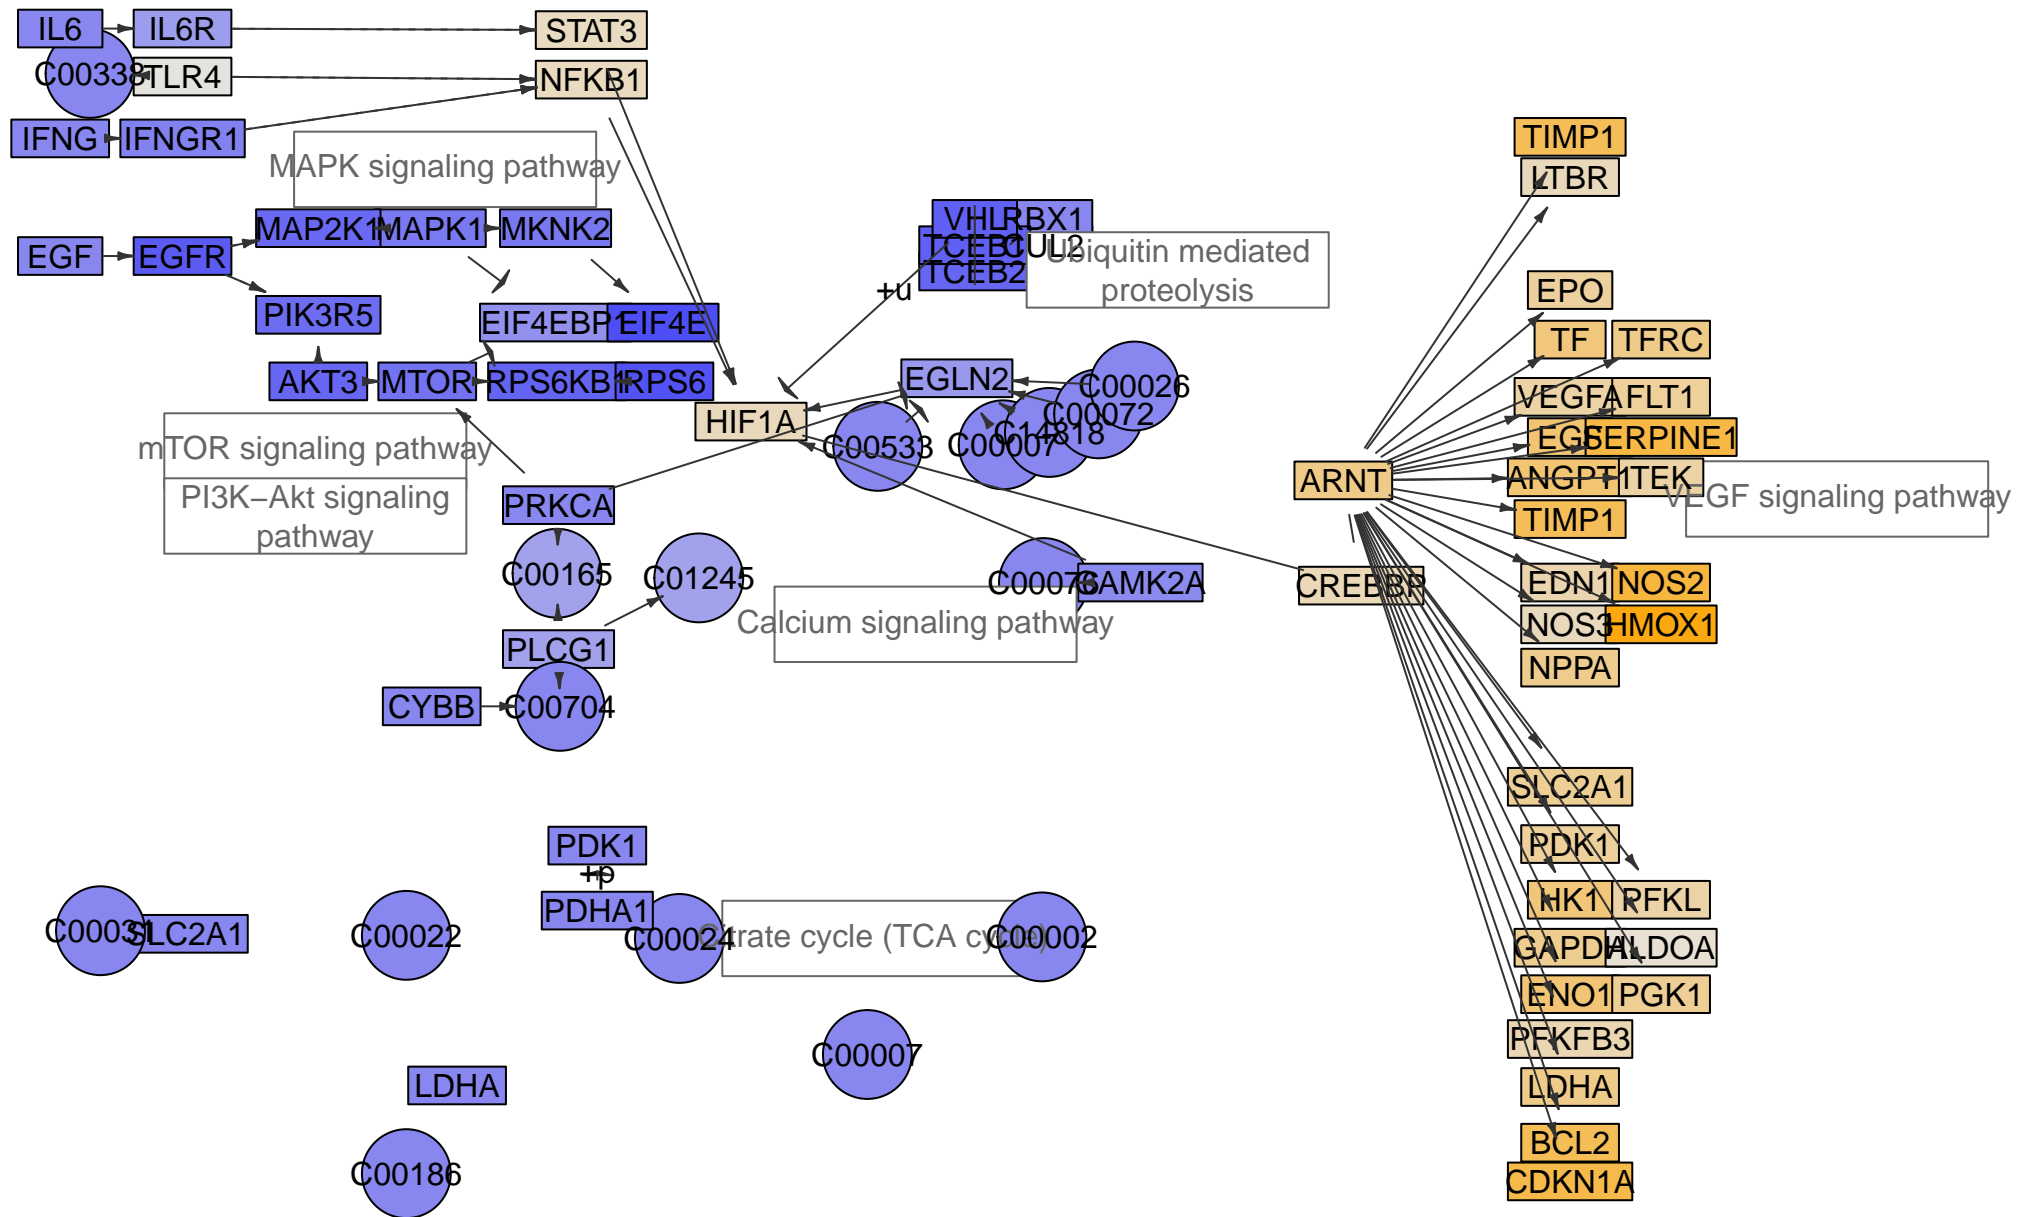 IL6
IL6R
STAT3
C00338
TLR4
NFKB1
IFNG
IFNGR1
TIMP1
MAPK signaling pathway
LTBR
VHL
RBX1
MAP2K1
MAPK1
MKNK2
TCEB1
CUL2
EGF
EGFR
Ubiquitin mediated
proteolysis
TCEB2
+u
EPO
PIK3R5
EIF4EBP1
EIF4E
TF
TFRC
AKT3
MTOR
RPS6KB1
RPS6
EGLN2
C00026
VEGFA
FLT1
HIF1A
C00072
C14818
C00007
C00533
EGF
SERPINE1
mTOR signaling pathway
PI3K–Akt signaling
pathway
ARNT
ANGPT1
TEK
VEGF signaling pathway
PRKCA
TIMP1
C00165
C01245
C00076
CAMK2A
CREBBP
EDN1
NOS2
Calcium signaling pathway
NOS3
HMOX1
PLCG1
NPPA
CYBB
C00704
SLC2A1
PDK1
PDK1
+p
PDHA1
HK1
PFKL
C00031
SLC2A1
C00022
C00024
Citrate cycle (TCA cycle)
C00002
GAPDH
ALDOA
ENO1
PGK1
PFKFB3
C00007
LDHA
LDHA
BCL2
C00186
CDKN1A